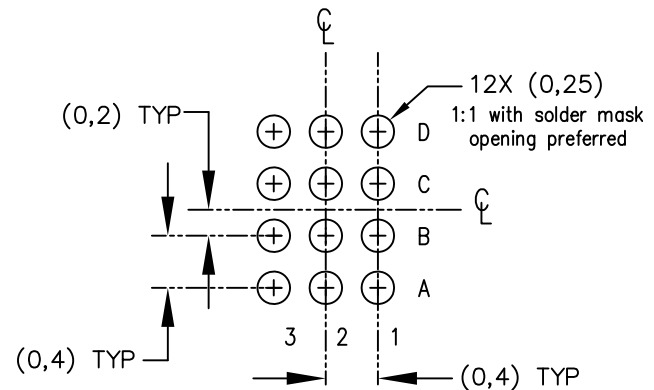 ℄
12X (0,25)
1:1 with solder mask
opening preferred
(0,2) TYP
D
C
℄
B
A
3 2 1
(0,4) TYP
(0,4) TYP